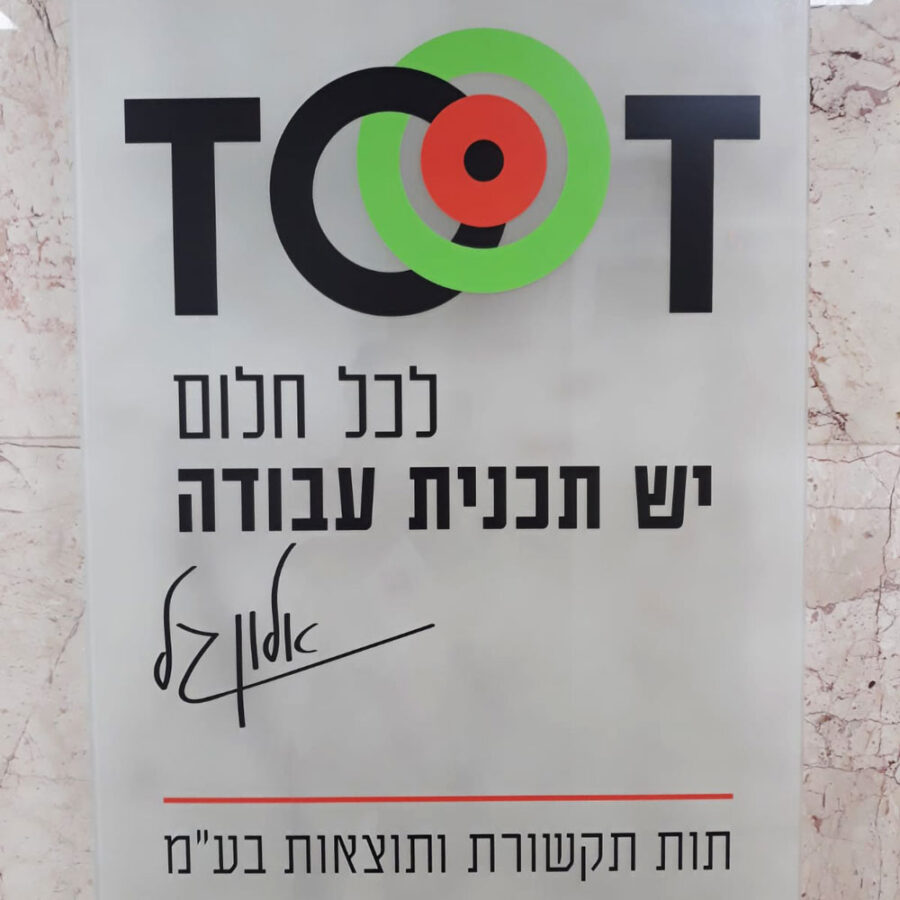 TOOT
לכל חלום
יש תכנית עבודה
אלון גל
תות תקשורת ותוצאות בע"מ